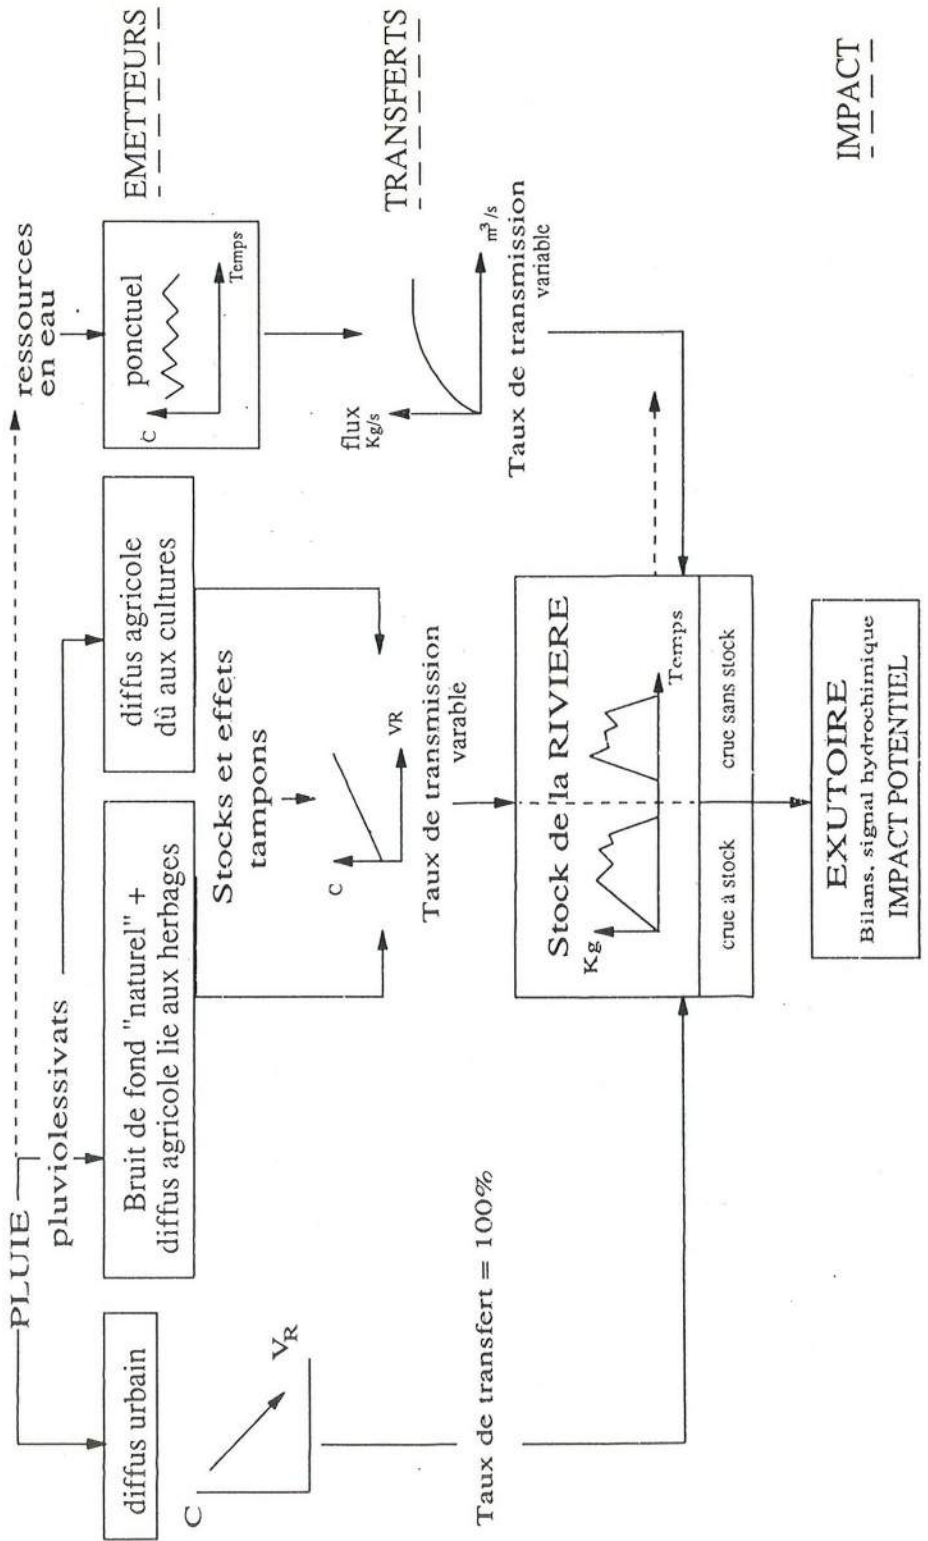 PLUIE
ressources
en eau
pluviolessivats
EMETTEURS
diffus urbain
Bruit de fond "naturel" +
diffus agricole lie aux herbages
diffus agricole
dû aux cultures
ponctuel
C
Temps
C
VR
Stocks et effets
tampons
C
VR
Taux de transmission
varable
TRANSFERTS
flux
Kg/s
m³/s
Taux de transmission
variable
Taux de transfert = 100%
Stock de la RIVIERE
Kg
Temps
crue à stock
crue sans stock
IMPACT
EXUTOIRE
Bilans, signal hydrochimique
IMPACT POTENTIEL